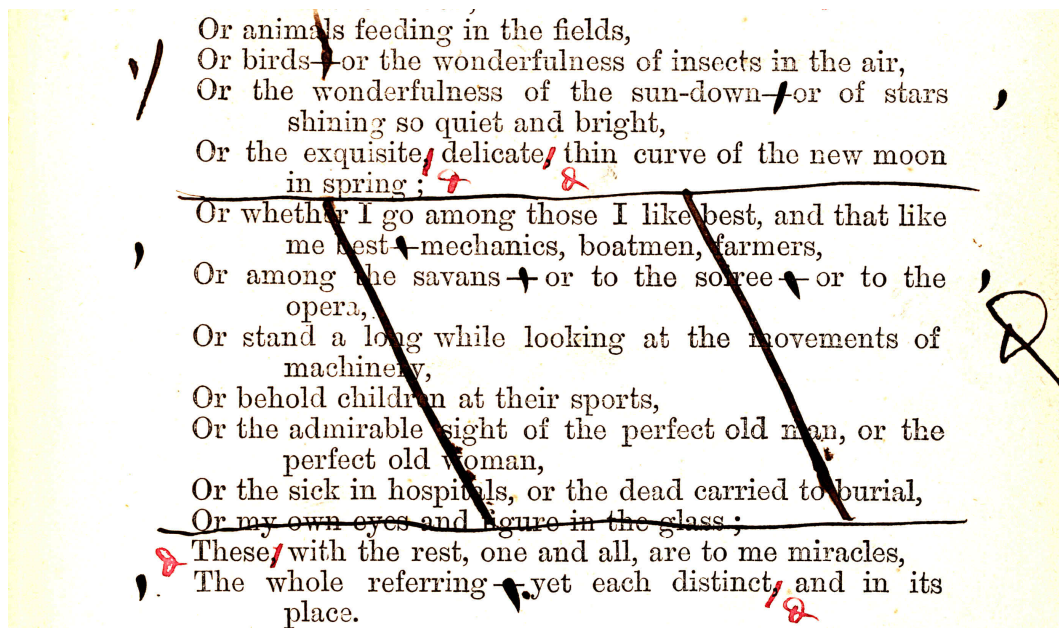 Or animals feeding in the fields,
Or birds—or the wonderfulness of insects in the air,
Or the wonderfulness of the sun-down—or of stars
shining so quiet and bright,
Or the exquisite, delicate, thin curve of the new moon
in spring ;
Or whether I go among those I like best, and that like
me best—mechanics, boatmen, farmers,
Or among the savans—or to the soiree—or to the
opera,
Or stand a long while looking at the movements of
machinery,
Or behold children at their sports,
Or the admirable sight of the perfect old man, or the
perfect old woman,
Or the sick in hospitals, or the dead carried to burial,
Or my own eyes and figure in the glass ;
These, with the rest, one and all, are to me miracles,
The whole referring—yet each distinct, and in its
place.